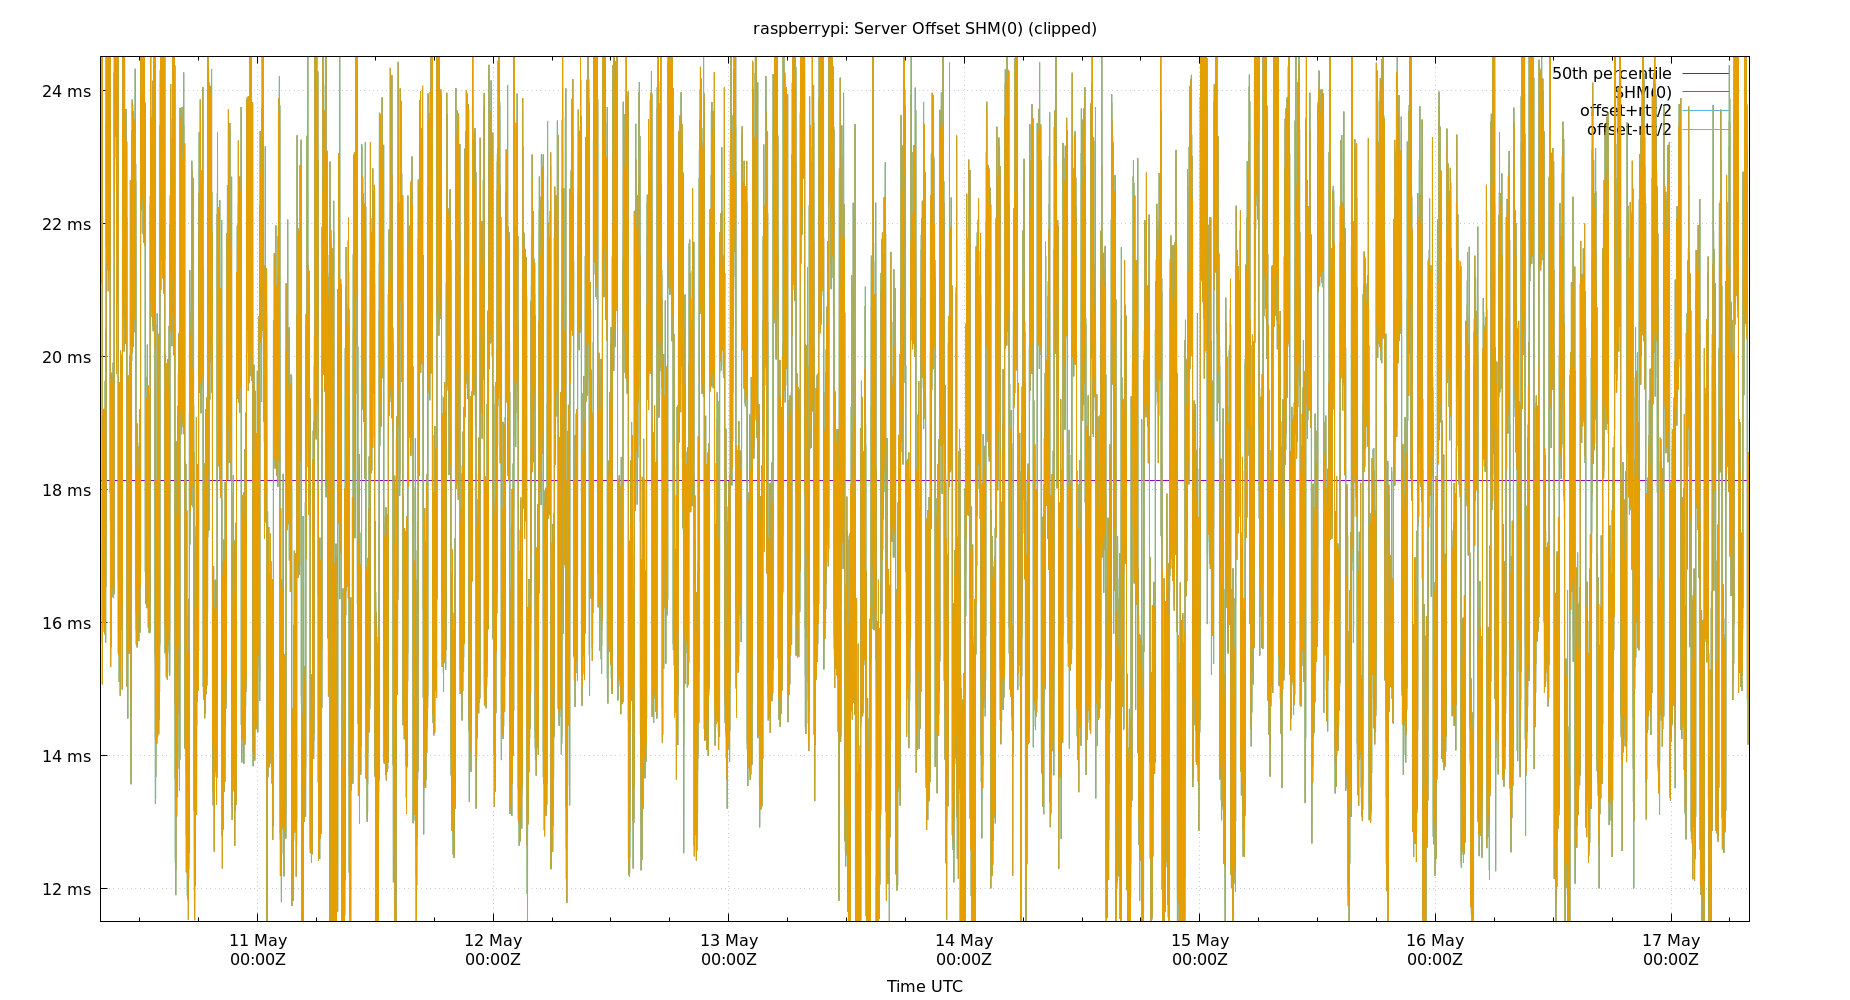 raspberrypi: Server Offset SHM(0) (clipped)
50th percentile
SHM(0)
offset+rtt/2
offset-rtt/2
24 ms
22 ms
20 ms
18 ms
16 ms
14 ms
12 ms
11 May 12 May 13 May 14 May 15 May 16 May 17 May
00:00Z 00:00Z 00:00Z 00:00Z 00:00Z 00:00Z 00:00Z
Time UTC